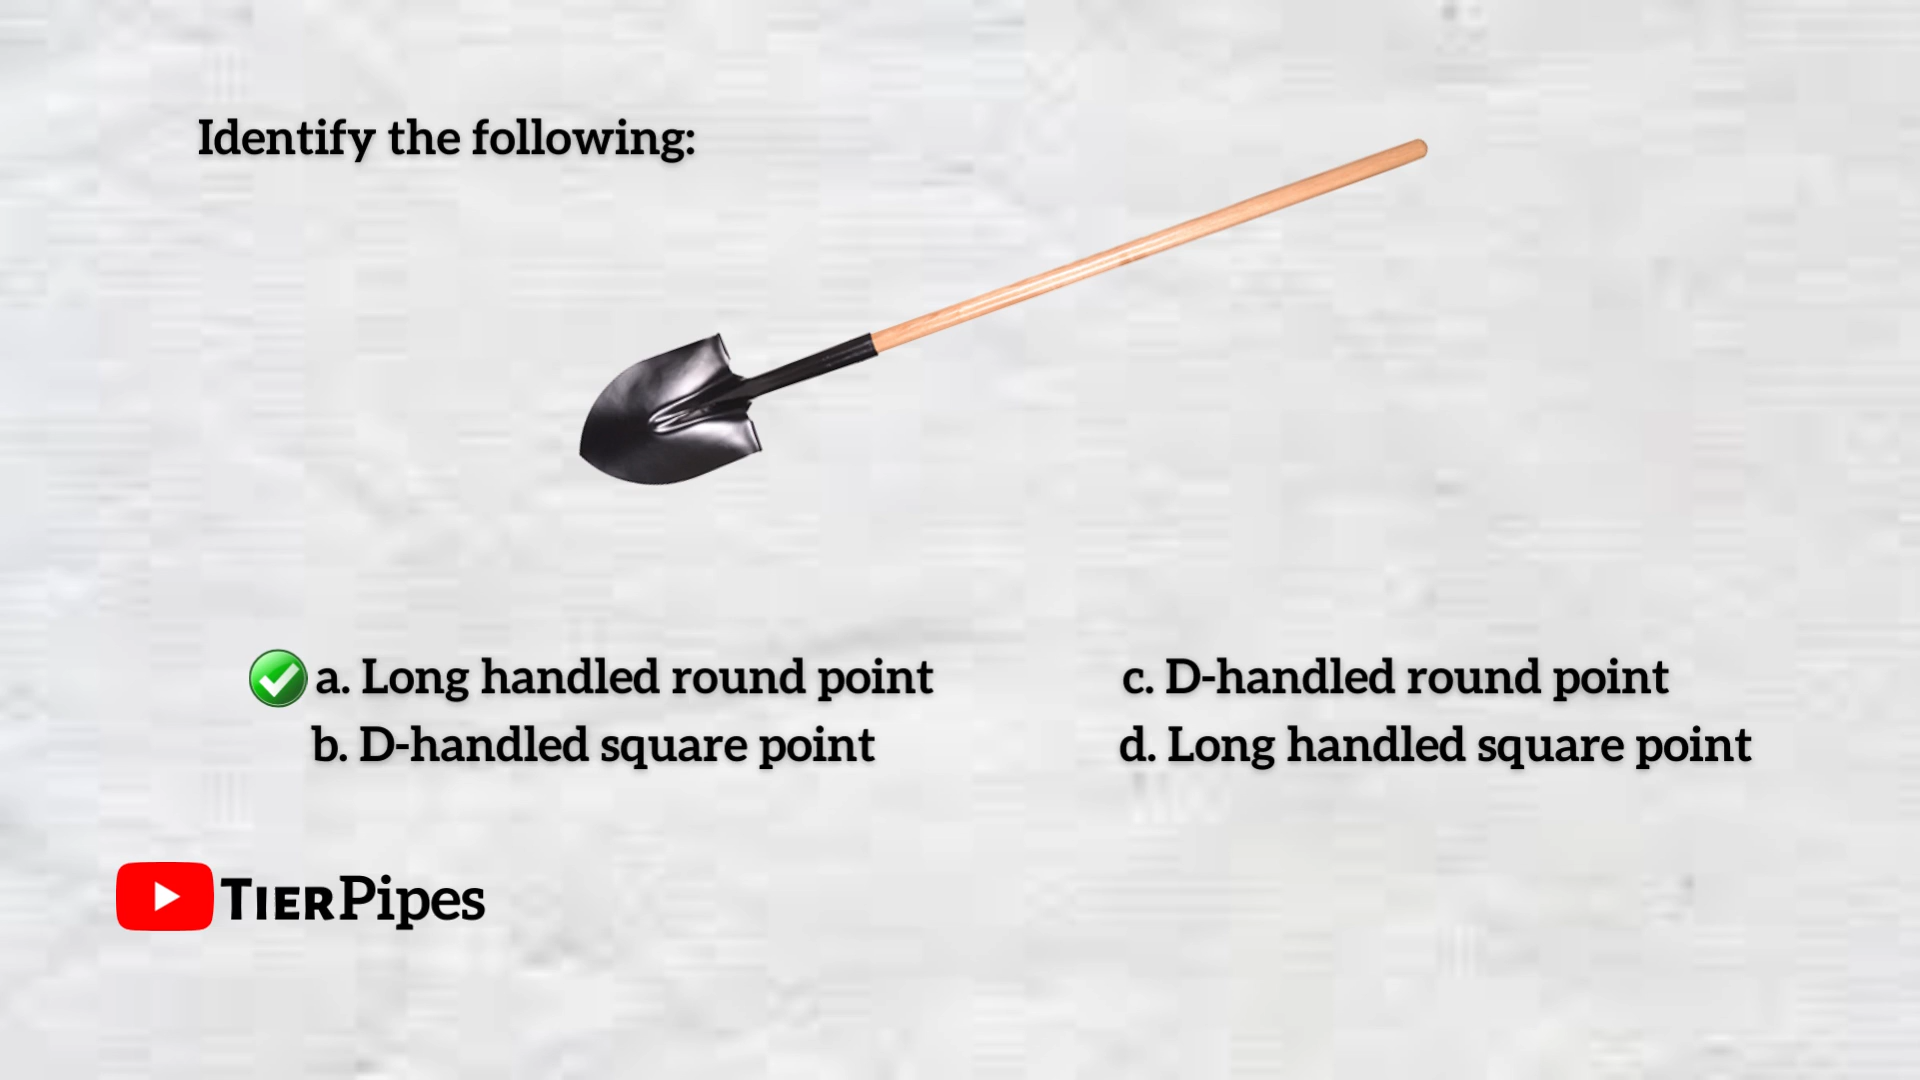 Identify the following:
a. Long handled round point
b. D-handled square point
c. D-handled round point
d. Long handled square point
TIERPipes